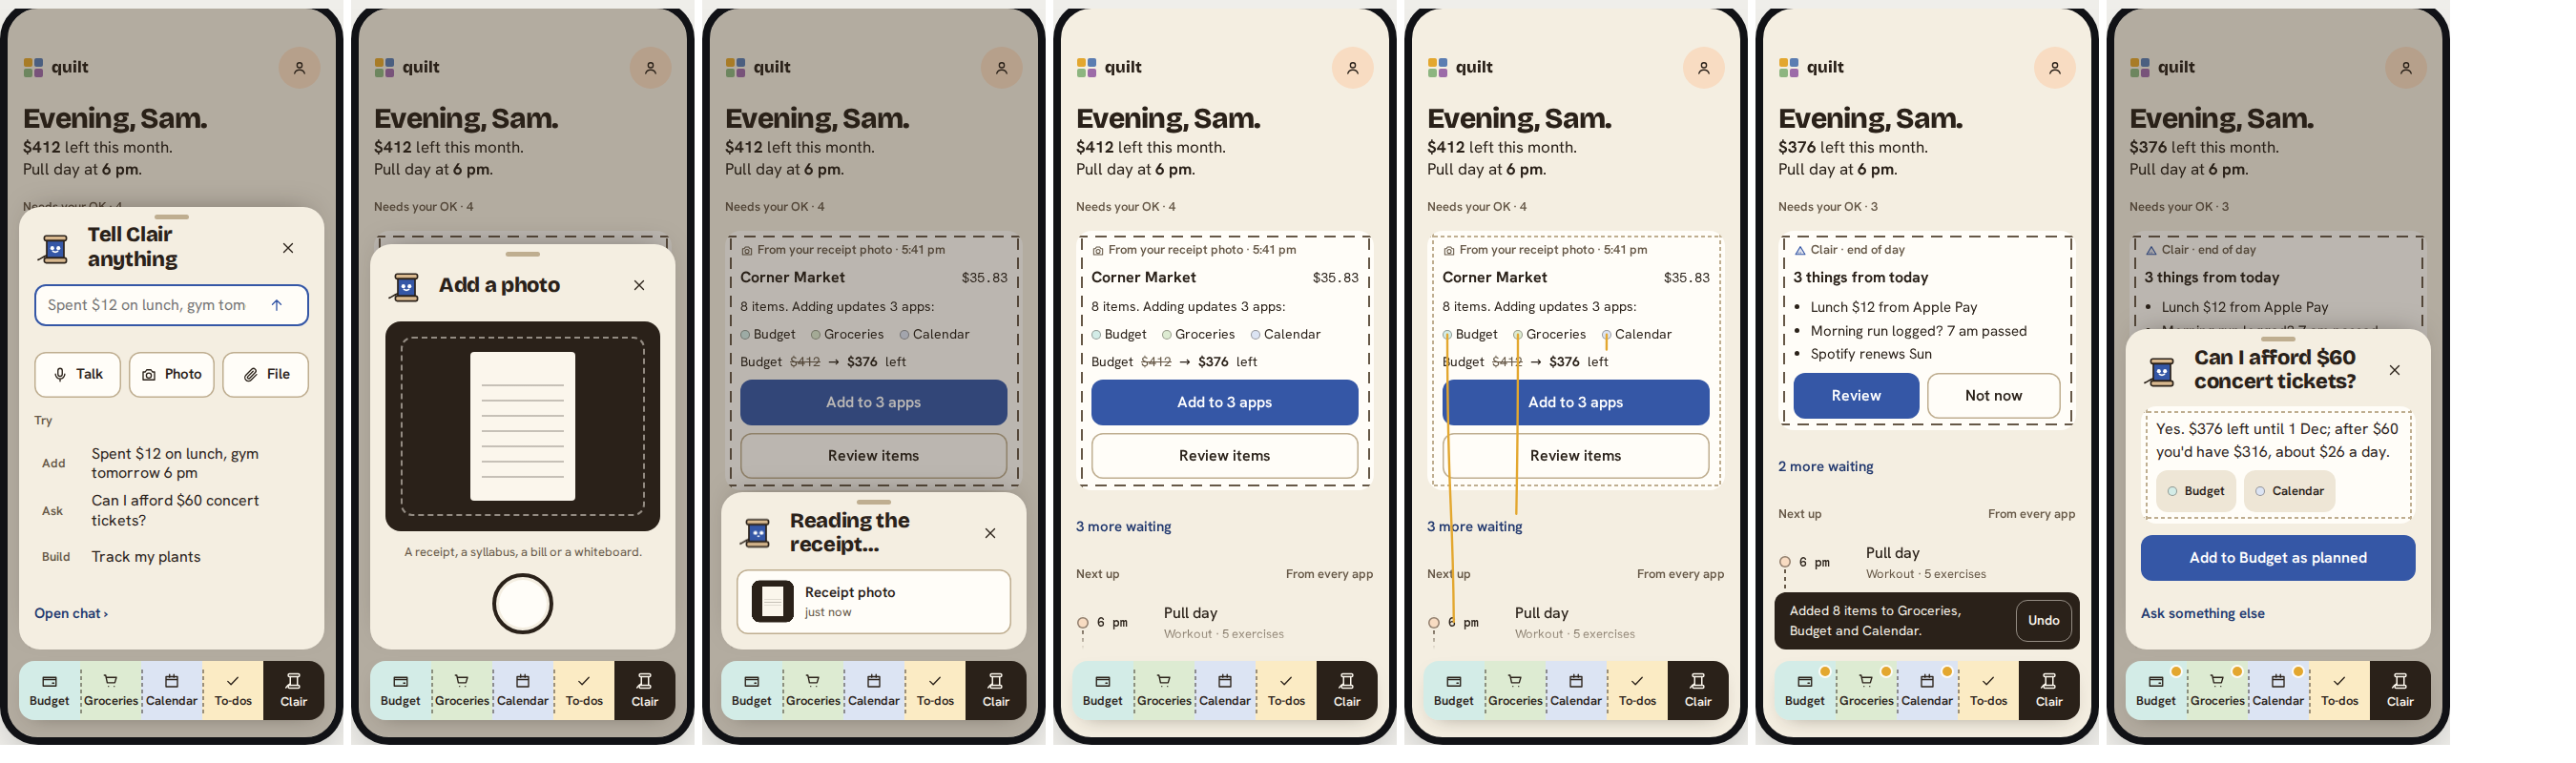 quilt
Evening, Sam.
$412 left this month.
Pull day at 6 pm.
Needs your OK · 4
Tell Clair
anything
Spent $12 on lunch, gym tom
Talk
Photo
File
Try
Add
Spent $12 on lunch, gym
tomorrow 6 pm
Ask
Can I afford $60 concert
tickets?
Build
Track my plants
Open chat ›
Budget
Groceries
Calendar
To-dos
Clair
quilt
Evening, Sam.
$412 left this month.
Pull day at 6 pm.
Needs your OK · 4
Add a photo
A receipt, a syllabus, a bill or a whiteboard.
Budget
Groceries
Calendar
To-dos
Clair
quilt
Evening, Sam.
$412 left this month.
Pull day at 6 pm.
Needs your OK · 4
From your receipt photo · 5:41 pm
Corner Market $35.83
8 items. Adding updates 3 apps:
Budget Groceries Calendar
Budget $412 → $376 left
Add to 3 apps
Review items
Reading the
receipt...
Receipt photo
just now
Budget
Groceries
Calendar
To-dos
Clair
quilt
Evening, Sam.
$412 left this month.
Pull day at 6 pm.
Needs your OK · 4
From your receipt photo · 5:41 pm
Corner Market $35.83
8 items. Adding updates 3 apps:
Budget Groceries Calendar
Budget $412 → $376 left
Add to 3 apps
Review items
3 more waiting
Next up From every app
6 pm Pull day
Workout · 5 exercises
Budget
Groceries
Calendar
To-dos
Clair
quilt
Evening, Sam.
$412 left this month.
Pull day at 6 pm.
Needs your OK · 4
From your receipt photo · 5:41 pm
Corner Market $35.83
8 items. Adding updates 3 apps:
Budget Groceries Calendar
Budget $412 → $376 left
Add to 3 apps
Review items
3 more waiting
Next up From every app
6 pm Pull day
Workout · 5 exercises
Budget
Groceries
Calendar
To-dos
Clair
quilt
Evening, Sam.
$376 left this month.
Pull day at 6 pm.
Needs your OK · 3
Clair · end of day
3 things from today
• Lunch $12 from Apple Pay
• Morning run logged? 7 am passed
• Spotify renews Sun
Review
Not now
2 more waiting
Next up From every app
6 pm Pull day
Workout · 5 exercises
Added 8 items to Groceries,
Budget and Calendar.
Undo
Budget
Groceries
Calendar
To-dos
Clair
quilt
Evening, Sam.
$376 left this month.
Pull day at 6 pm.
Needs your OK · 3
Clair · end of day
3 things from today
• Lunch $12 from Apple Pay
• Morning run logged? 7 am passed
Can I afford $60
concert tickets?
Yes. $376 left until 1 Dec; after $60
you'd have $316, about $26 a day.
Budget
Calendar
Add to Budget as planned
Ask something else
Budget
Groceries
Calendar
To-dos
Clair